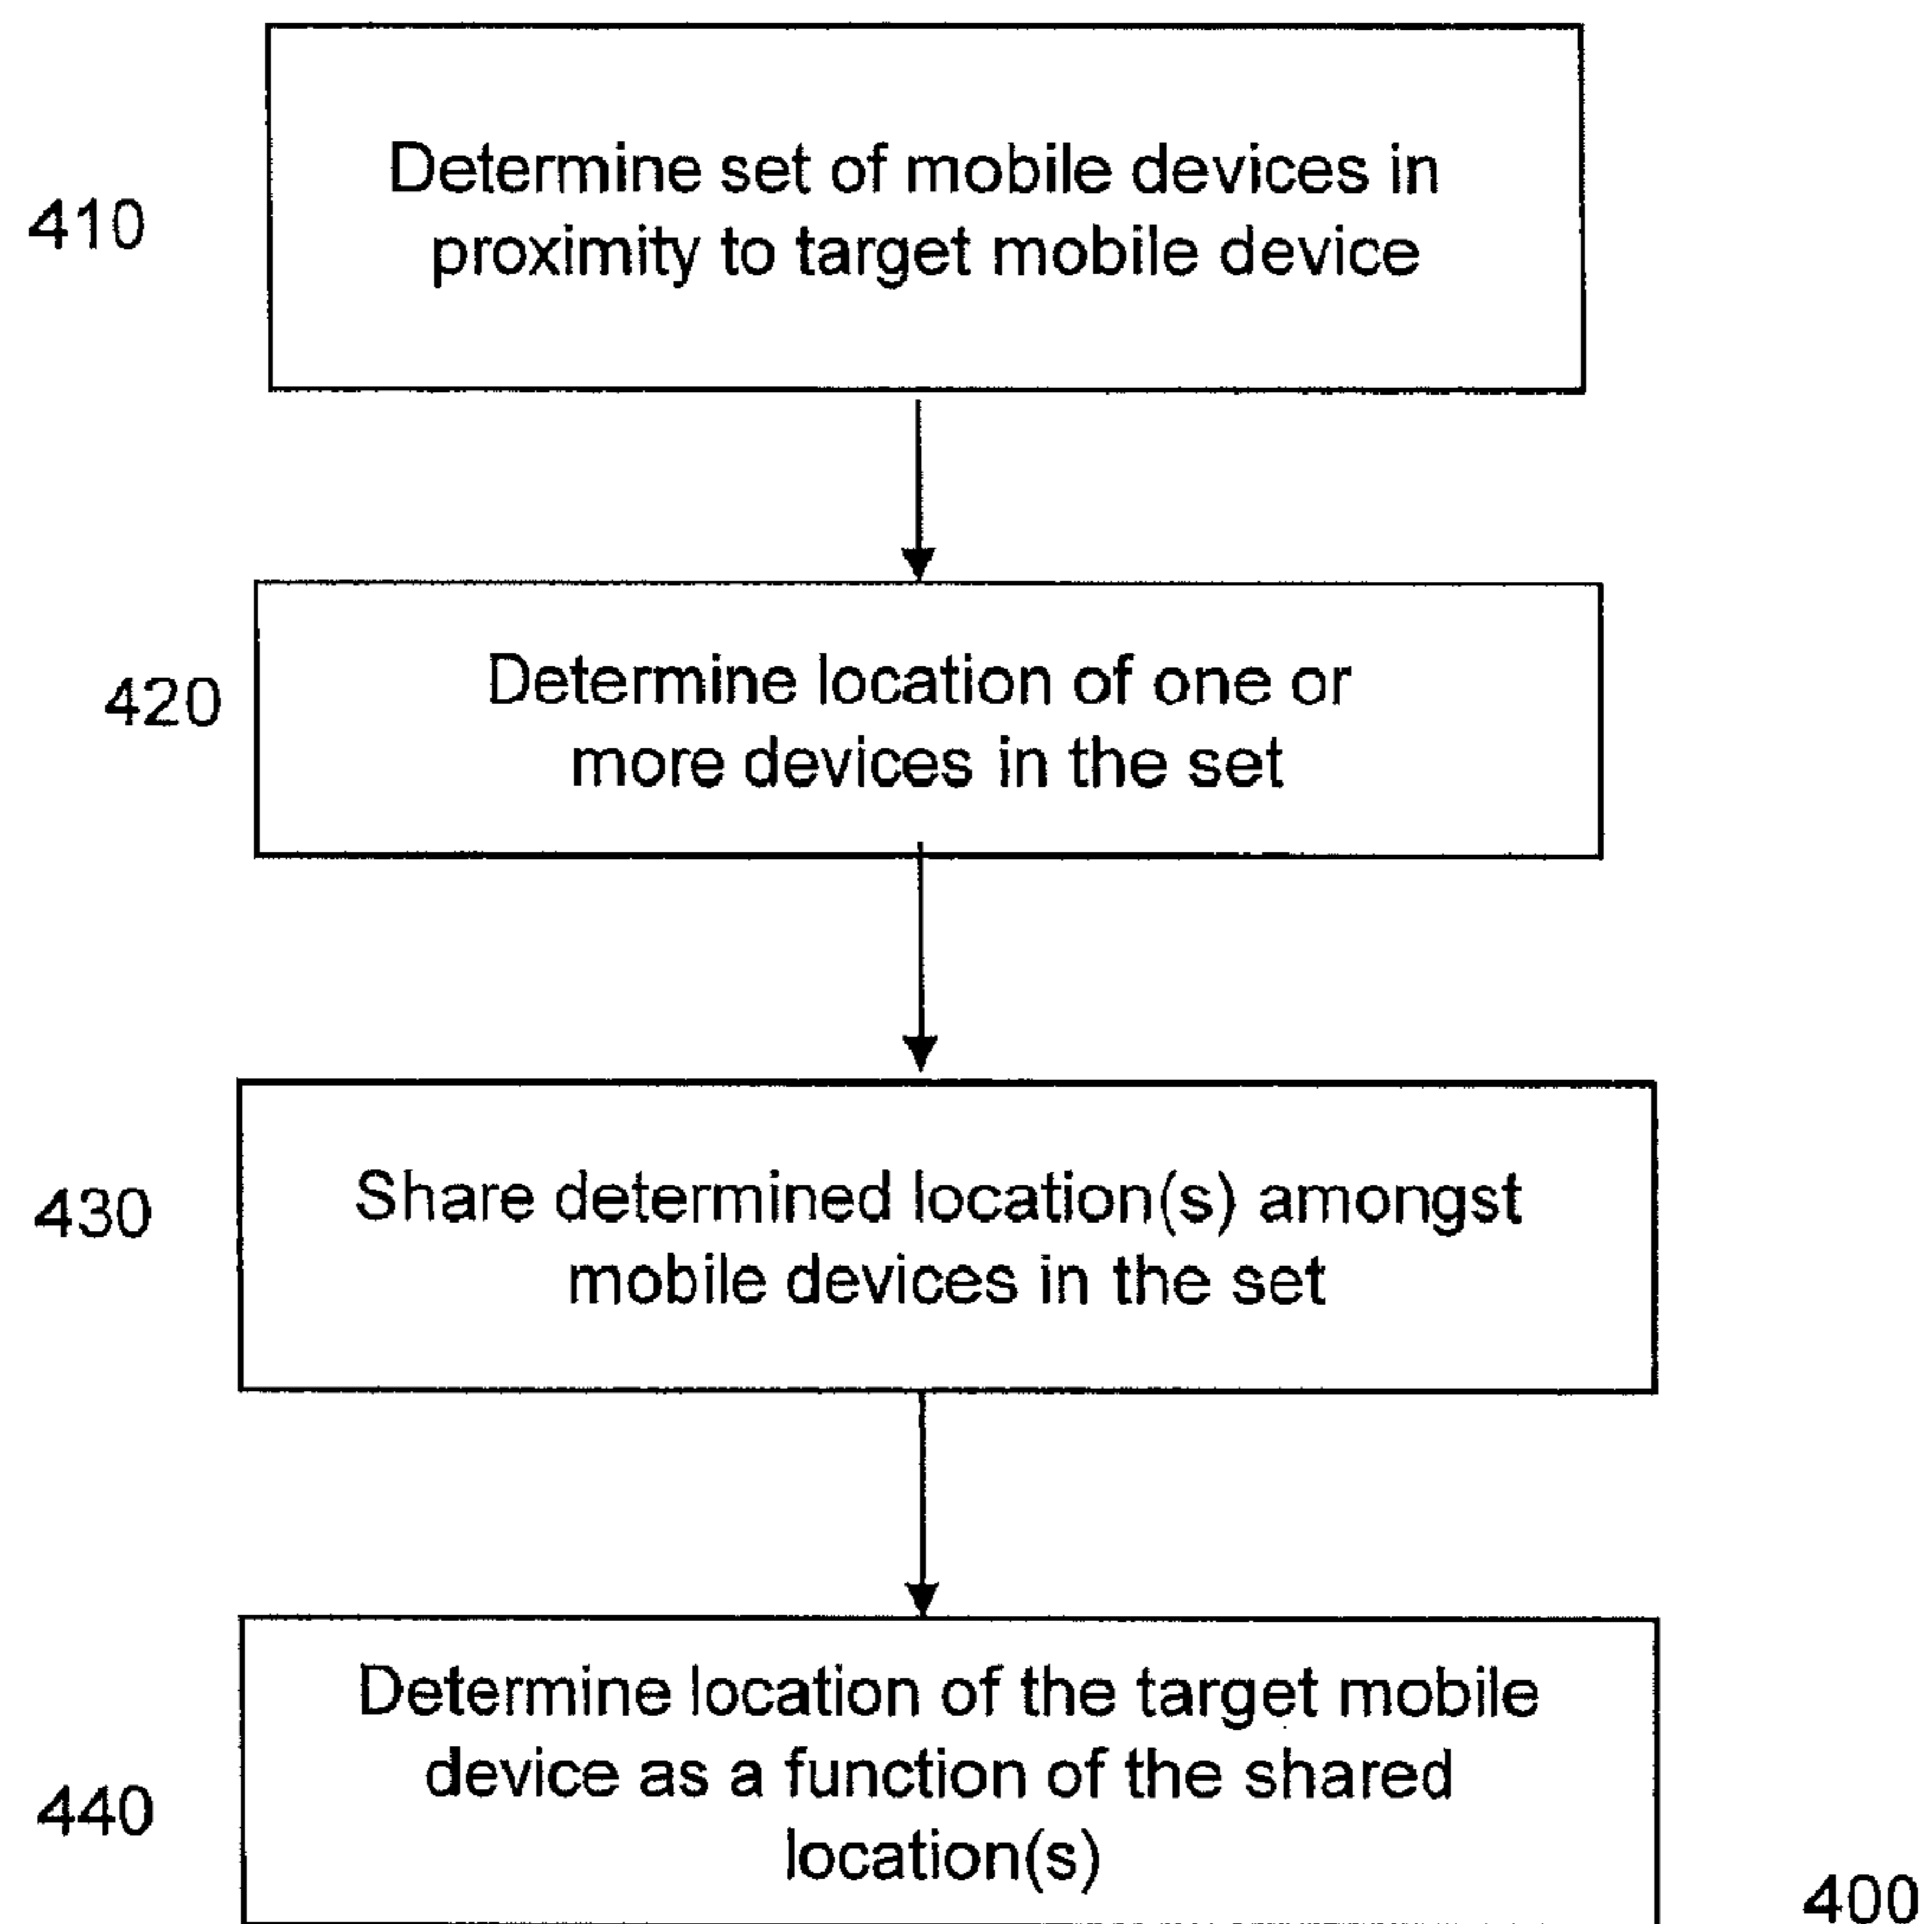 410
Determine set of mobile devices in
proximity to target mobile device
420
Determine location of one or
more devices in the set
430
Share determined location(s) amongst
mobile devices in the set
440
Determine location of the target mobile
device as a function of the shared
location(s)
400